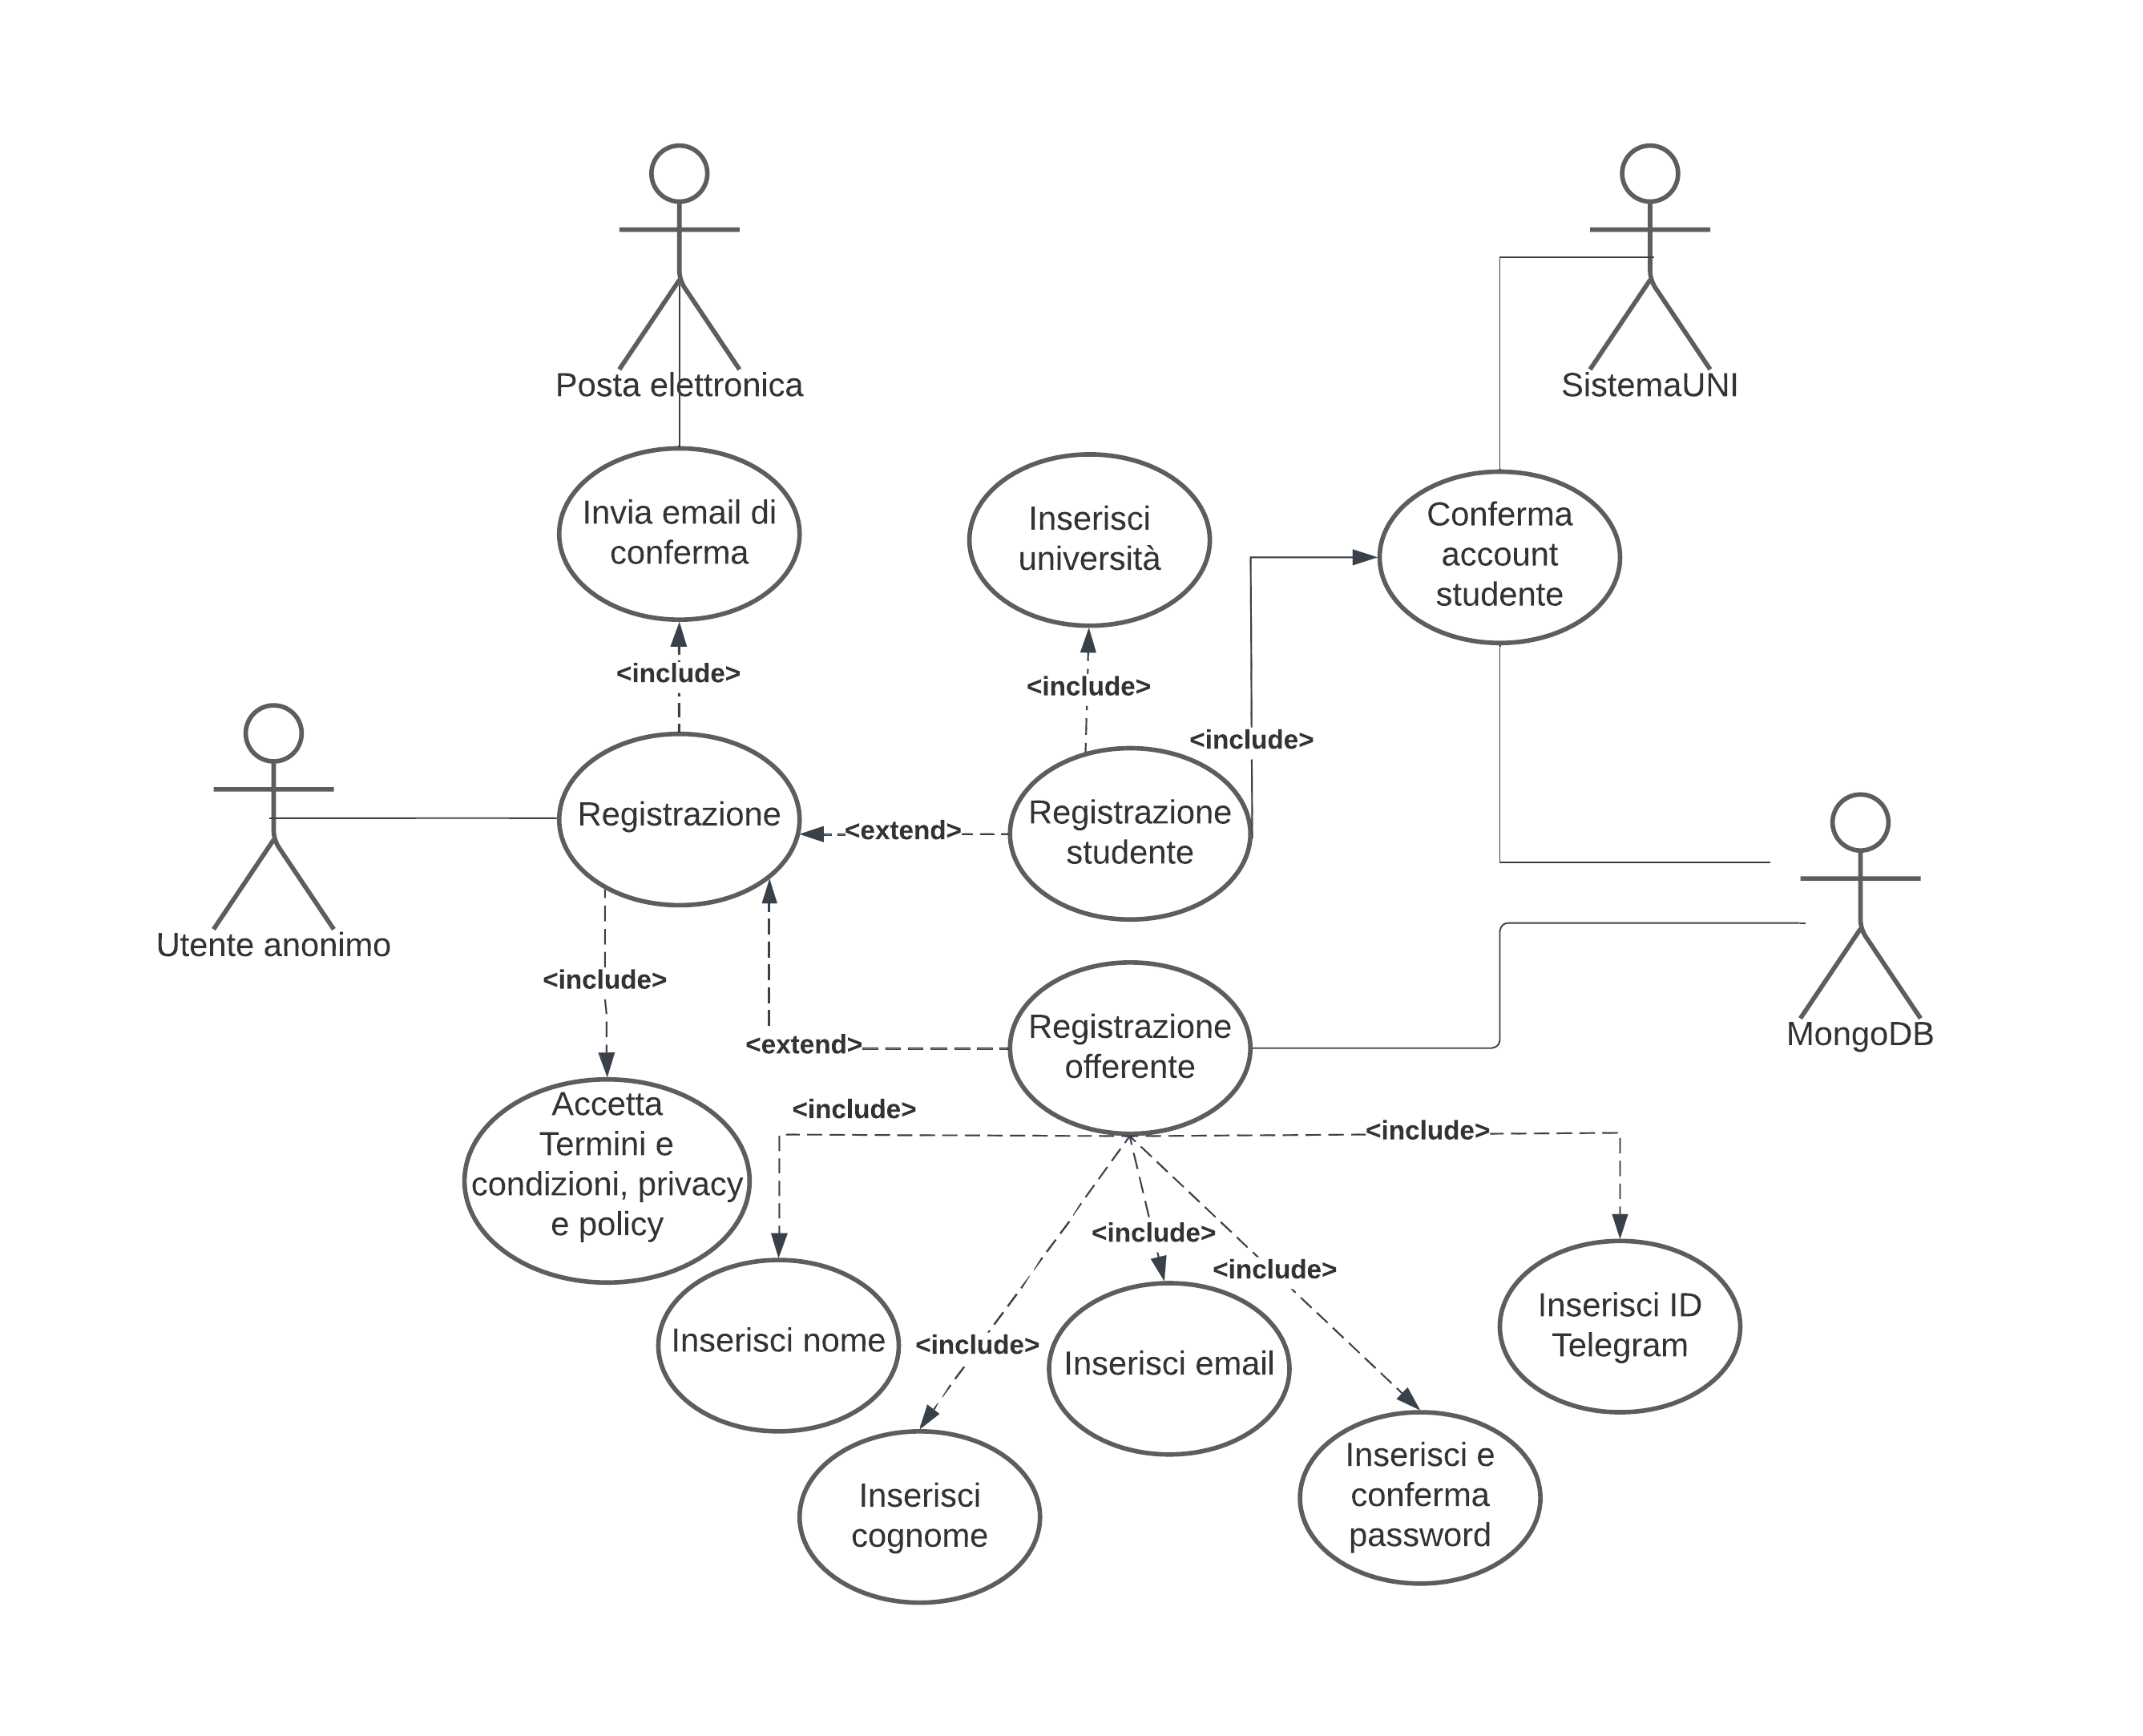 Posta elettronica
SistemaUNI
Invia email di
conferma
Inserisci
università
Conferma
account
studente
<include>
<include>
<include>
Registrazione
<extend>
Registrazione
studente
Utente anonimo
<include>
MongoDB
<extend>
Registrazione
offerente
Accetta
Termini e
condizioni, privacy
e policy
<include>
<include>
<include>
<include>
<include>
Inserisci nome
Inserisci email
Inserisci ID
Telegram
Inserisci
cognome
Inserisci e
conferma
password